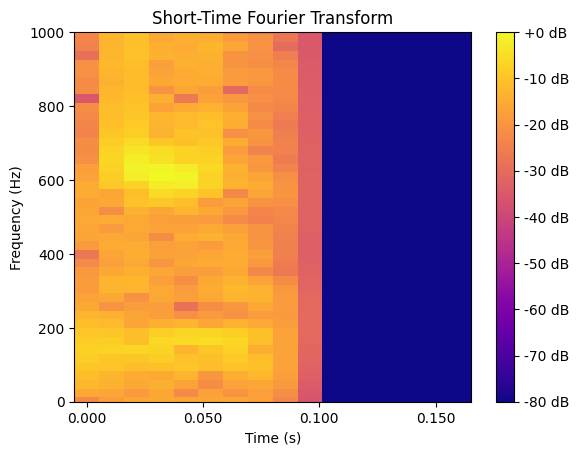 Short-Time Fourier Transform
Frequency (Hz)
1000
800
600
400
200
0
0.000
0.050
0.100
0.150
Time (s)
+0 dB
-10 dB
-20 dB
-30 dB
-40 dB
-50 dB
-60 dB
-70 dB
-80 dB